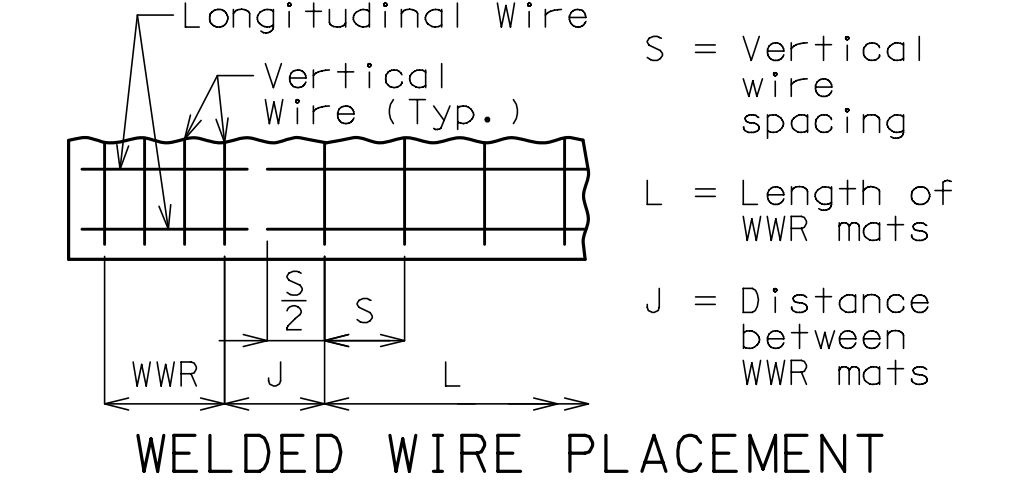 Longitudinal Wire
Vertical
Wire (Typ.)
S = Vertical
wire
spacing
L = Length of
WWR mats
J = Distance
between
WWR mats
S
2
S
WWR
J
L
WELDED WIRE PLACEMENT